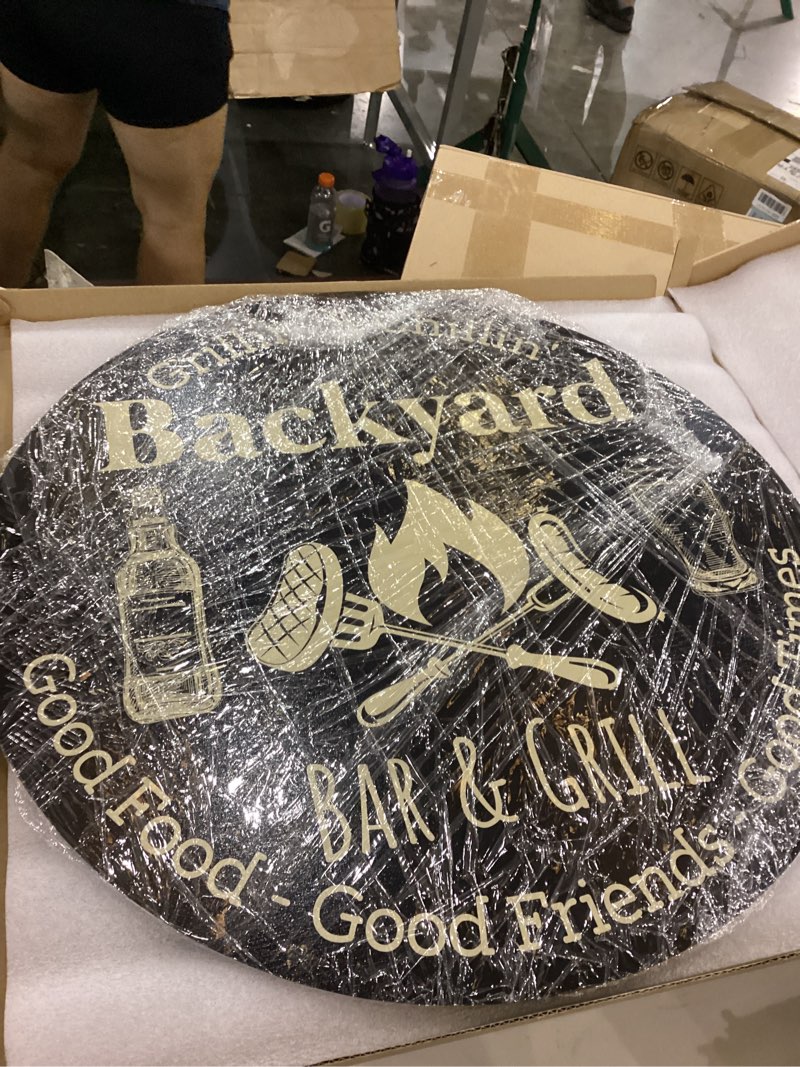 Backyard
BAR & GRILL
Good Food - Good Friends - Good Times
G